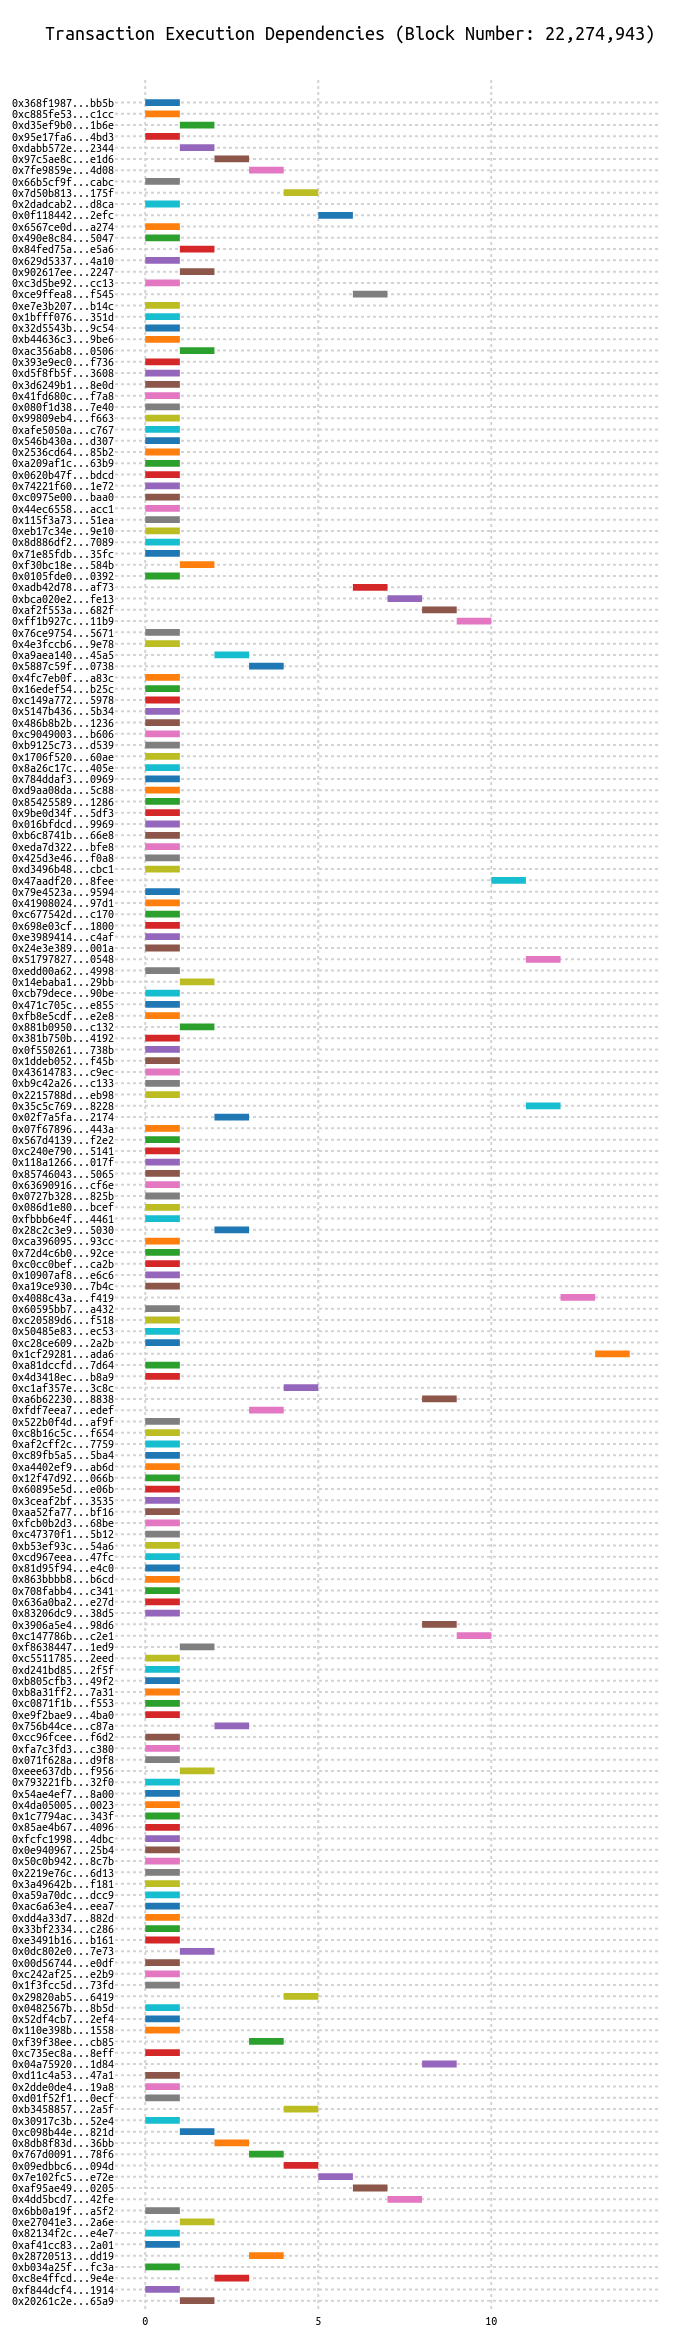 Transaction Execution Dependencies (Block Number: 22,274,943)
0x368f1987...bb5b
0xc885fe53...c1cc
0xd35ef9b0...1b6e
0x95e17fa6...4bd3
0xdabb572e...2344
0x97c5ae8c...e1d6
0x7fe9859e...4d08
0x66b5cf9f...cabc
0x7d50b813...175f
0x2dadcab2...d8ca
0x0f118442...2efc
0x6567ce0d...a274
0x490e8c84...5047
0x84fed75a...e5a6
0x629d5337...4a10
0x902617ee...2247
0xc3d5be92...cc13
0xce9ffea8...f545
0xe7e3b207...b14c
0x1bfff076...351d
0x32d5543b...9c54
0xb44636c3...9be6
0xac356ab8...0506
0x393e9ec0...f736
0xd5f8fb5f...3608
0x3d6249b1...8e0d
0x41fd680c...f7a8
0x080f1d38...7e40
0x99809eb4...f663
0xafe5050a...c767
0x546b430a...d307
0x2536cd64...85b2
0xa209af1c...63b9
0x0620b47f...bdcd
0x74221f60...1e72
0xc0975e00...baa0
0x44ec6558...acc1
0x115f3a73...51ea
0xeb17c34e...9e10
0x8d886df2...7089
0x71e85fdb...35fc
0xf30bc18e...584b
0x0105fde0...0392
0xadb42d78...af73
0xbca020e2...fe13
0xaf2f553a...682f
0xff1b927c...11b9
0x76ce9754...5671
0x4e3fccb6...9e78
0xa9aea140...45a5
0x5887c59f...0738
0x4fc7eb0f...a83c
0x16edef54...b25c
0xc149a772...5978
0x5147b436...5b34
0x486b8b2b...1236
0xc9049003...b606
0xb9125c73...d539
0x1706f520...60ae
0x8a26c17c...405e
0x784ddaf3...0969
0xd9aa08da...5c88
0x85425589...1286
0x9be0d34f...5df3
0x016bfdcd...9969
0xb6c8741b...66e8
0xeda7d322...bfe8
0x425d3e46...f0a8
0xd3496b48...cbc1
0x47aadf20...8fee
0x79e4523a...9594
0x41908024...97d1
0xc677542d...c170
0x698e03cf...1800
0xe3989414...c4af
0x24e3e389...001a
0x51797827...0548
0xedd00a62...4998
0x14ebaba1...29bb
0xcb79dece...90be
0x471c705c...e855
0xfb8e5cdf...e2e8
0x881b0950...c132
0x381b750b...4192
0x0f550261...738b
0x1ddeb052...f45b
0x43614783...c9ec
0xb9c42a26...c133
0x2215788d...eb98
0x35c5c769...8228
0x02f7a5fa...2174
0x07f67896...443a
0x567d4139...f2e2
0xc240e790...5141
0x118a1266...017f
0x85746043...5065
0x63690916...cf6e
0x0727b328...825b
0x086d1e80...bcef
0xfbbb6e4f...4461
0x28c2c3e9...5030
0xca396095...93cc
0x72d4c6b0...92ce
0xc0cc0bef...ca2b
0x10907af8...e6c6
0xa19ce930...7b4c
0x4088c43a...f419
0x60595bb7...a432
0xc20589d6...f518
0x50485e83...ec53
0xc28ce609...2a2b
0x1cf29281...ada6
0xa81dccfd...7d64
0x4d3418ec...b8a9
0xc1af357e...3c8c
0xa6b62230...8838
0xfdf7eea7...edef
0x522b0f4d...af9f
0xc8b16c5c...f654
0xaf2cff2c...7759
0xc89fb5a5...5ba4
0xa4402ef9...ab6d
0x12f47d92...066b
0x60895e5d...e06b
0x3ceaf2bf...3535
0xaa52fa77...bf16
0xfcb0b2d3...68be
0xc47370f1...5b12
0xb53ef93c...54a6
0xcd967eea...47fc
0x81d95f94...e4c0
0x863bbbb8...b6cd
0x708fabb4...c341
0x636a0ba2...e27d
0x83206dc9...38d5
0x3906a5e4...98d6
0xc147786b...c2e1
0xf8638447...1ed9
0xc5511785...2eed
0xd241bd85...2f5f
0xb805cfb3...49f2
0xb8a31ff2...7a31
0xc0871f1b...f553
0xe9f2bae9...4ba0
0x756b44ce...c87a
0xcc96fcee...f6d2
0xfa7c3fd3...c380
0x071f628a...d9f8
0xeee637db...f956
0x793221fb...32f0
0x54ae4ef7...8a00
0x4da05005...0023
0x1c7794ac...343f
0x85ae4b67...4096
0xfcfc1998...4dbc
0x0e940967...25b4
0x50c0b942...8c7b
0x2219e76c...6d13
0x3a49642b...f181
0xa59a70dc...dcc9
0xac6a63e4...eea7
0xdd4a33d7...882d
0x33bf2334...c286
0xe3491b16...b161
0x0dc802e0...7e73
0x00d56744...e0df
0xc242af25...e2b9
0x1f3fcc5d...73fd
0x29820ab5...6419
0x0482567b...8b5d
0x52df4cb7...2ef4
0x110e398b...1558
0xf39f38ee...cb85
0xc735ec8a...8eff
0x04a75920...1d84
0xd11c4a53...47a1
0x2dde0de4...19a8
0xd01f52f1...0ecf
0xb3458857...2a5f
0x30917c3b...52e4
0xc098b44e...821d
0x8db8f83d...36bb
0x767d0091...78f6
0x09edbbc6...094d
0x7e102fc5...e72e
0xaf95ae49...0205
0x4dd5bcd7...42fe
0x6bb0a19f...a5f2
0xe27041e3...2a6e
0x82134f2c...e4e7
0xaf41cc83...2a01
0x28720513...dd19
0xb034a25f...fc3a
0xc8e4ffcd...9e4e
0xf844dcf4...1914
0x20261c2e...65a9
0 5 10